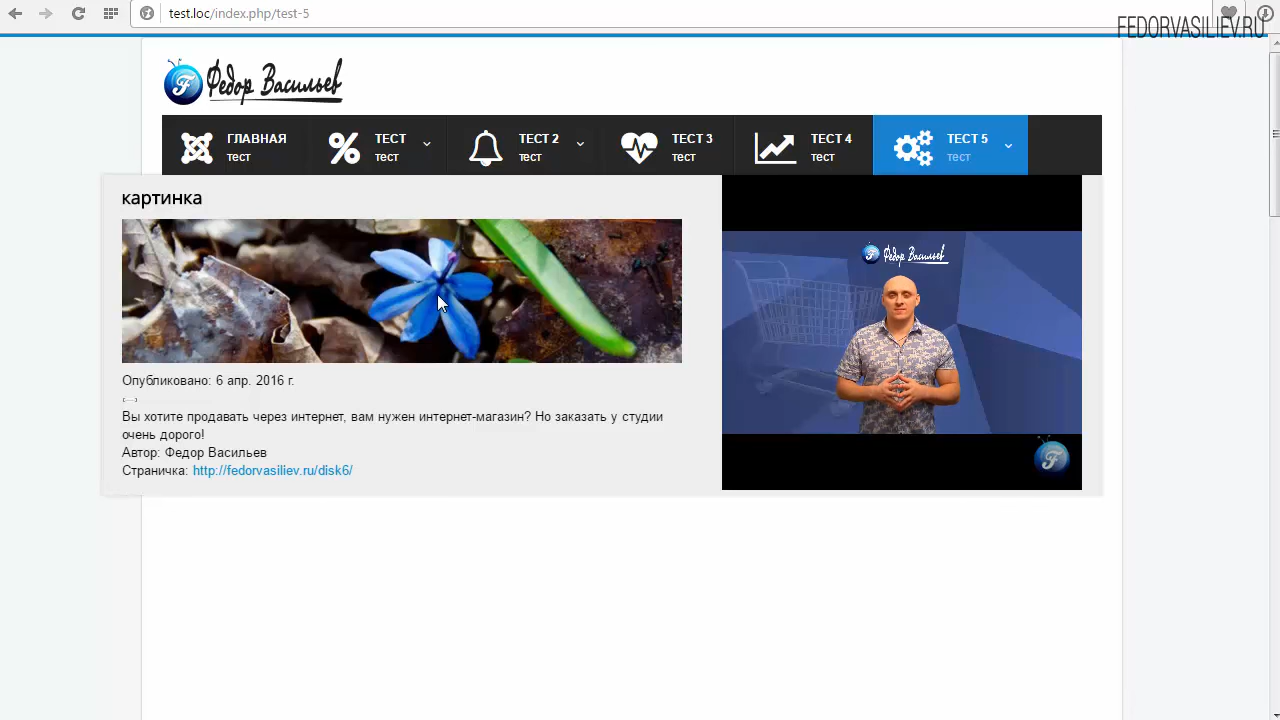 test.loc/index.php/test-5
FEDORVASILIEV.RU
Федор Васильев
ГЛАВНАЯ
тест
ТЕСТ
тест
ТЕСТ 2
тест
ТЕСТ 3
тест
ТЕСТ 4
тест
ТЕСТ 5
тест
картинка
Федор Васильев
Опубликовано: 6 апр. 2016 г.
Вы хотите продавать через интернет, вам нужен интернет-магазин? Но заказать у студии
очень дорого!
Автор: Федор Васильев
Страничка: http://fedorvasiliev.ru/disk6/